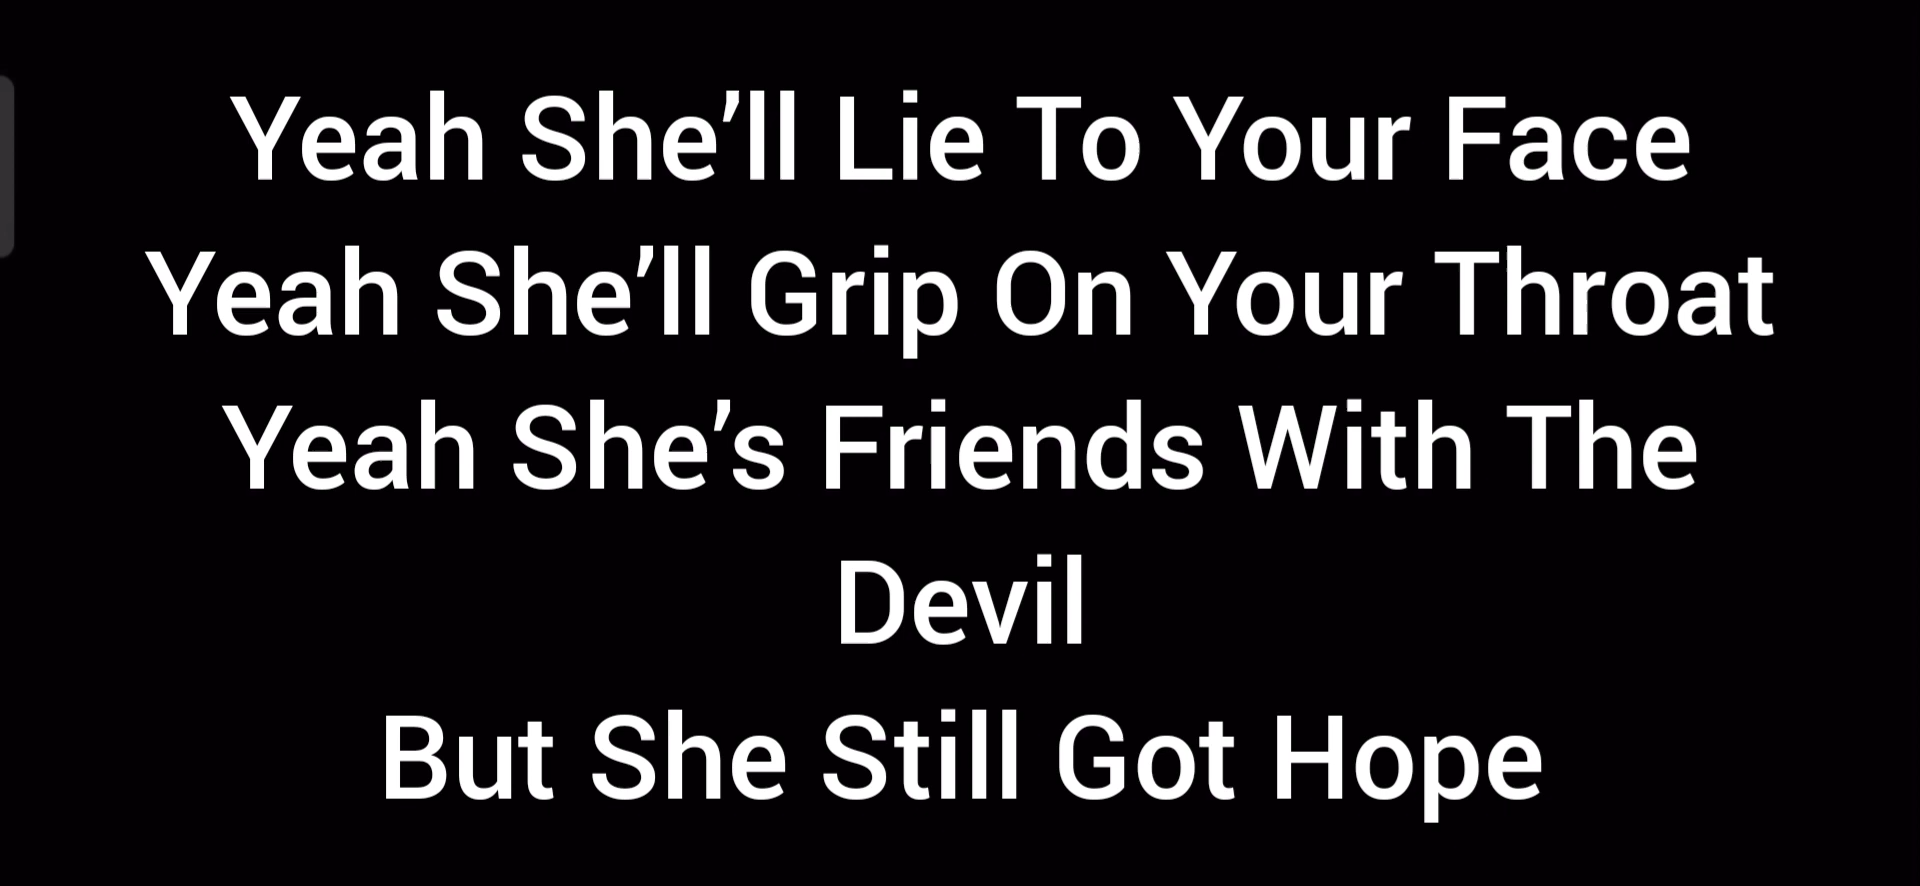 Yeah She’ll Lie To Your Face
Yeah She’ll Grip On Your Throat
Yeah She’s Friends With The
Devil
But She Still Got Hope